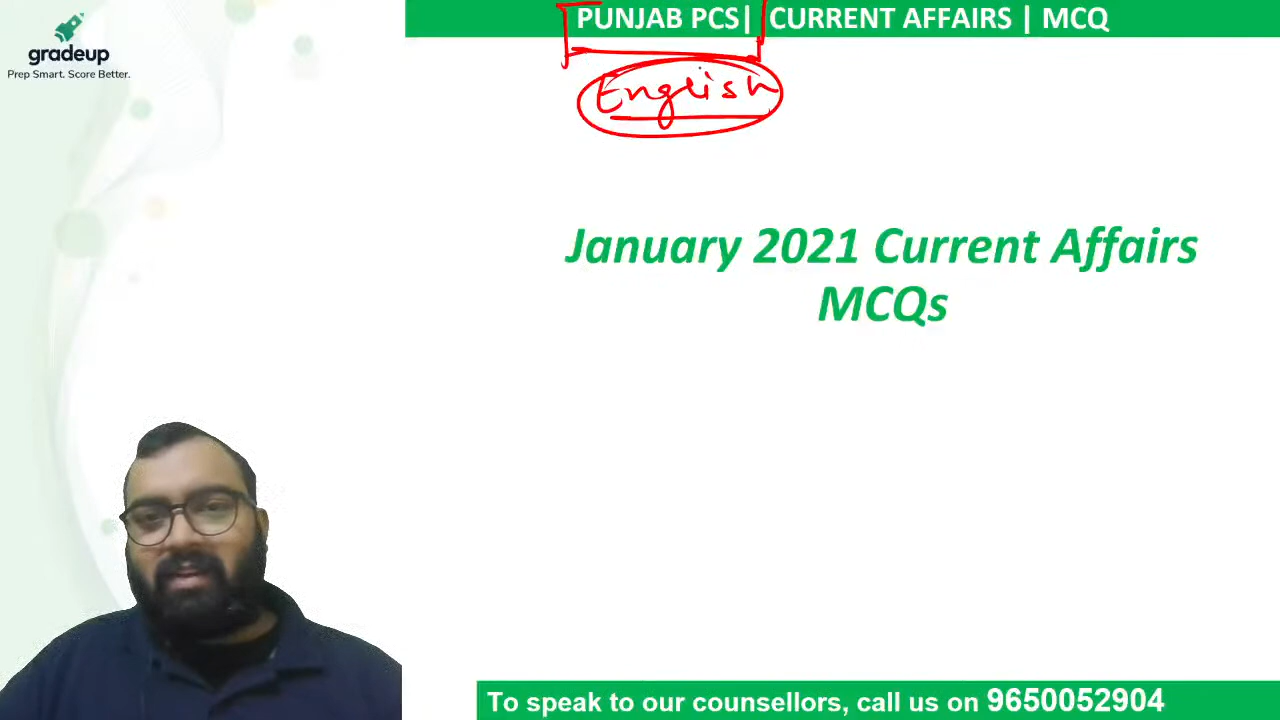 gradeup
Prep Smart. Score Better.
PUNJAB PCS| CURRENT AFFAIRS | MCQ
English
January 2021 Current Affairs
MCQs
To speak to our counsellors, call us on 9650052904